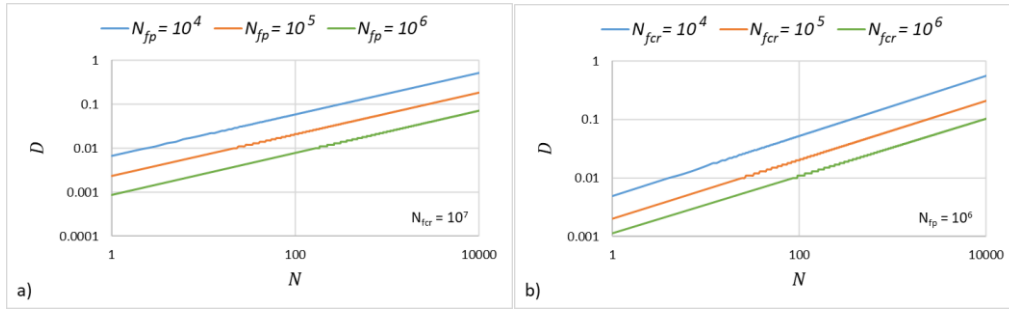 N_fp = 10^4 N_fp = 10^5 N_fp = 10^6
1
0.1
0.01
0.001
0.0001
D
N_fcr = 10^7
1 100 10000
N
a)
N_fcr = 10^4 N_fcr = 10^5 N_fcr = 10^6
1
0.1
0.01
0.001
D
N_fp = 10^6
1 100 10000
N
b)